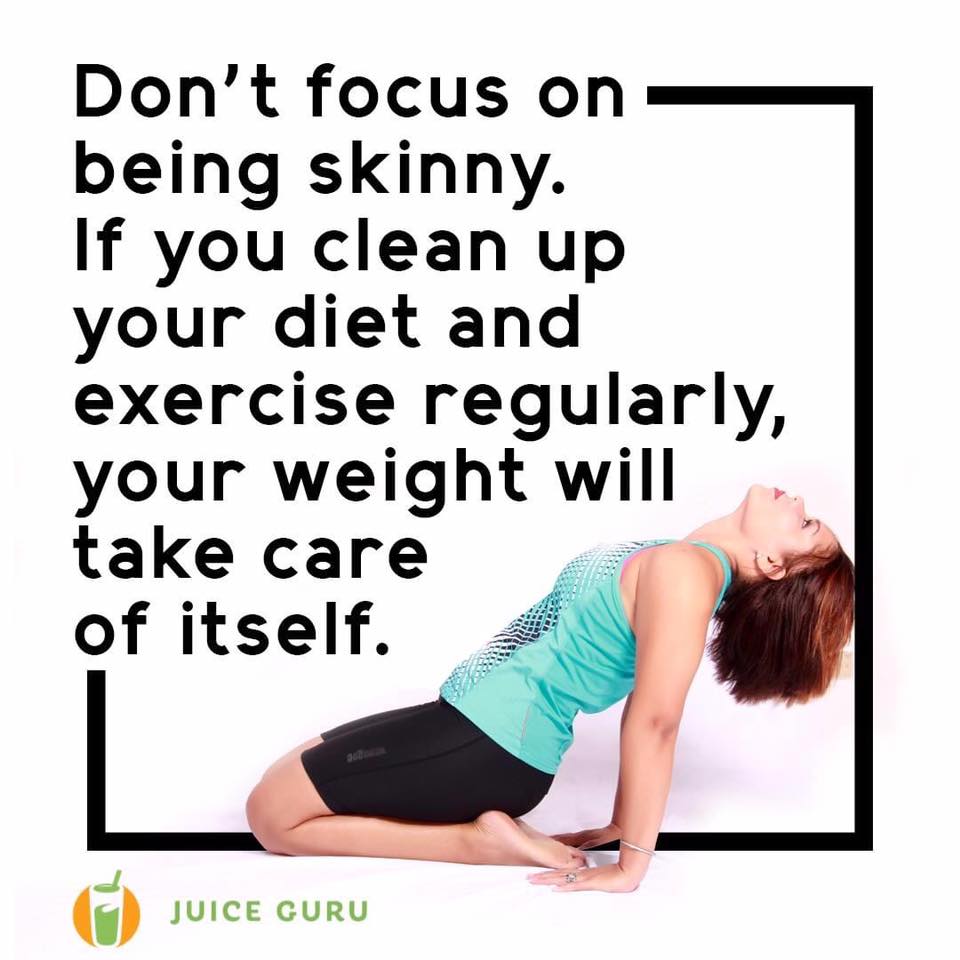 Don't focus on
being skinny.
If you clean up
your diet and
exercise regularly,
your weight will
take care
of itself.
JUICE GURU